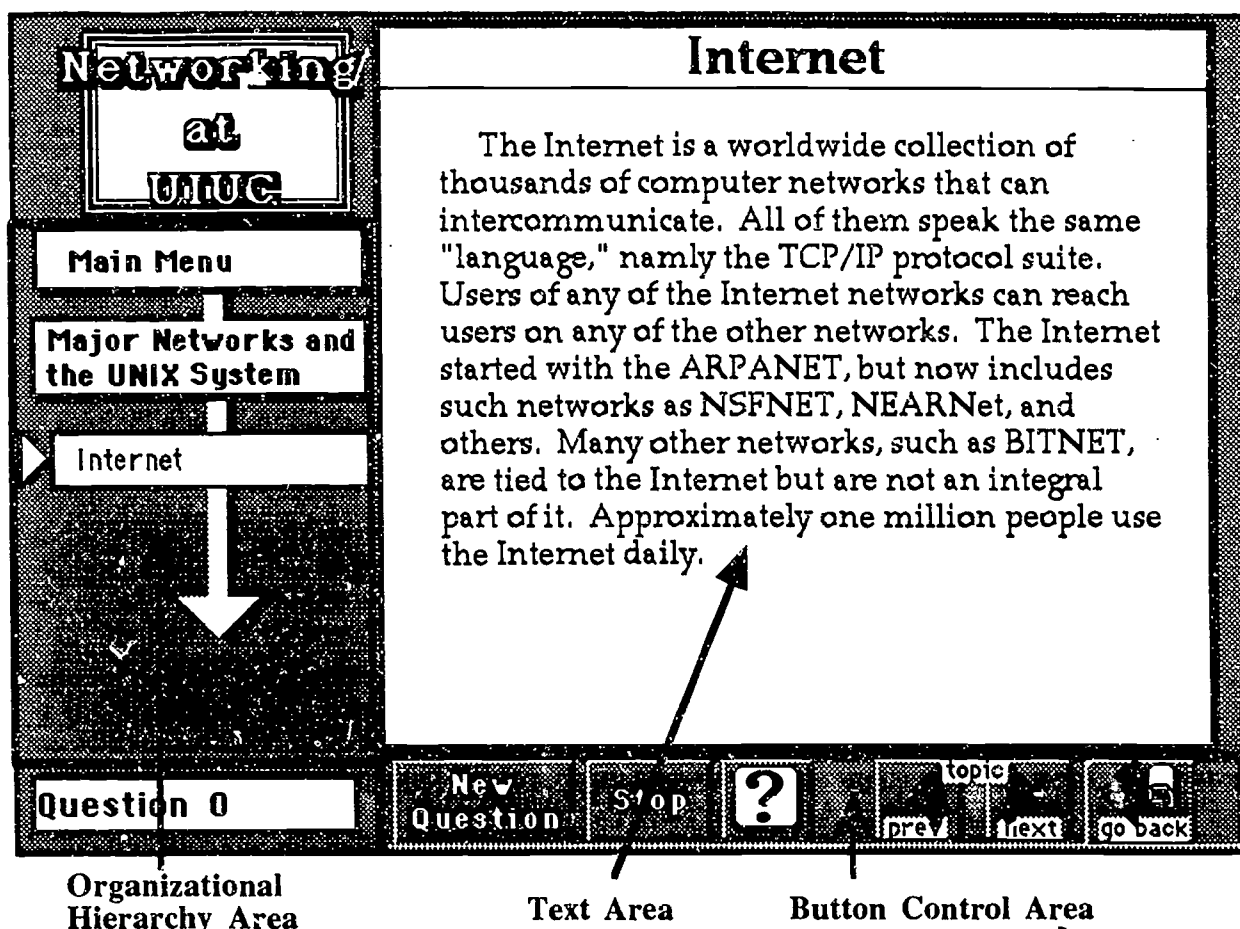 Networking
at
UIUC
Main Menu
Major Networks and
the UNIX System
Internet
Question 0
Internet
The Internet is a worldwide collection of
thousands of computer networks that can
intercommunicate. All of them speak the same
"language," namly the TCP/IP protocol suite.
Users of any of the Internet networks can reach
users on any of the other networks. The Internet
started with the ARPANET, but now includes
such networks as NSFNET, NEARNet, and
others. Many other networks, such as BITNET,
are tied to the Internet but are not an integral
part of it. Approximately one million people use
the Internet daily.
New
Question
Stop
?
topic
prev
next
go back
Organizational
Hierarchy Area
Text Area
Button Control Area